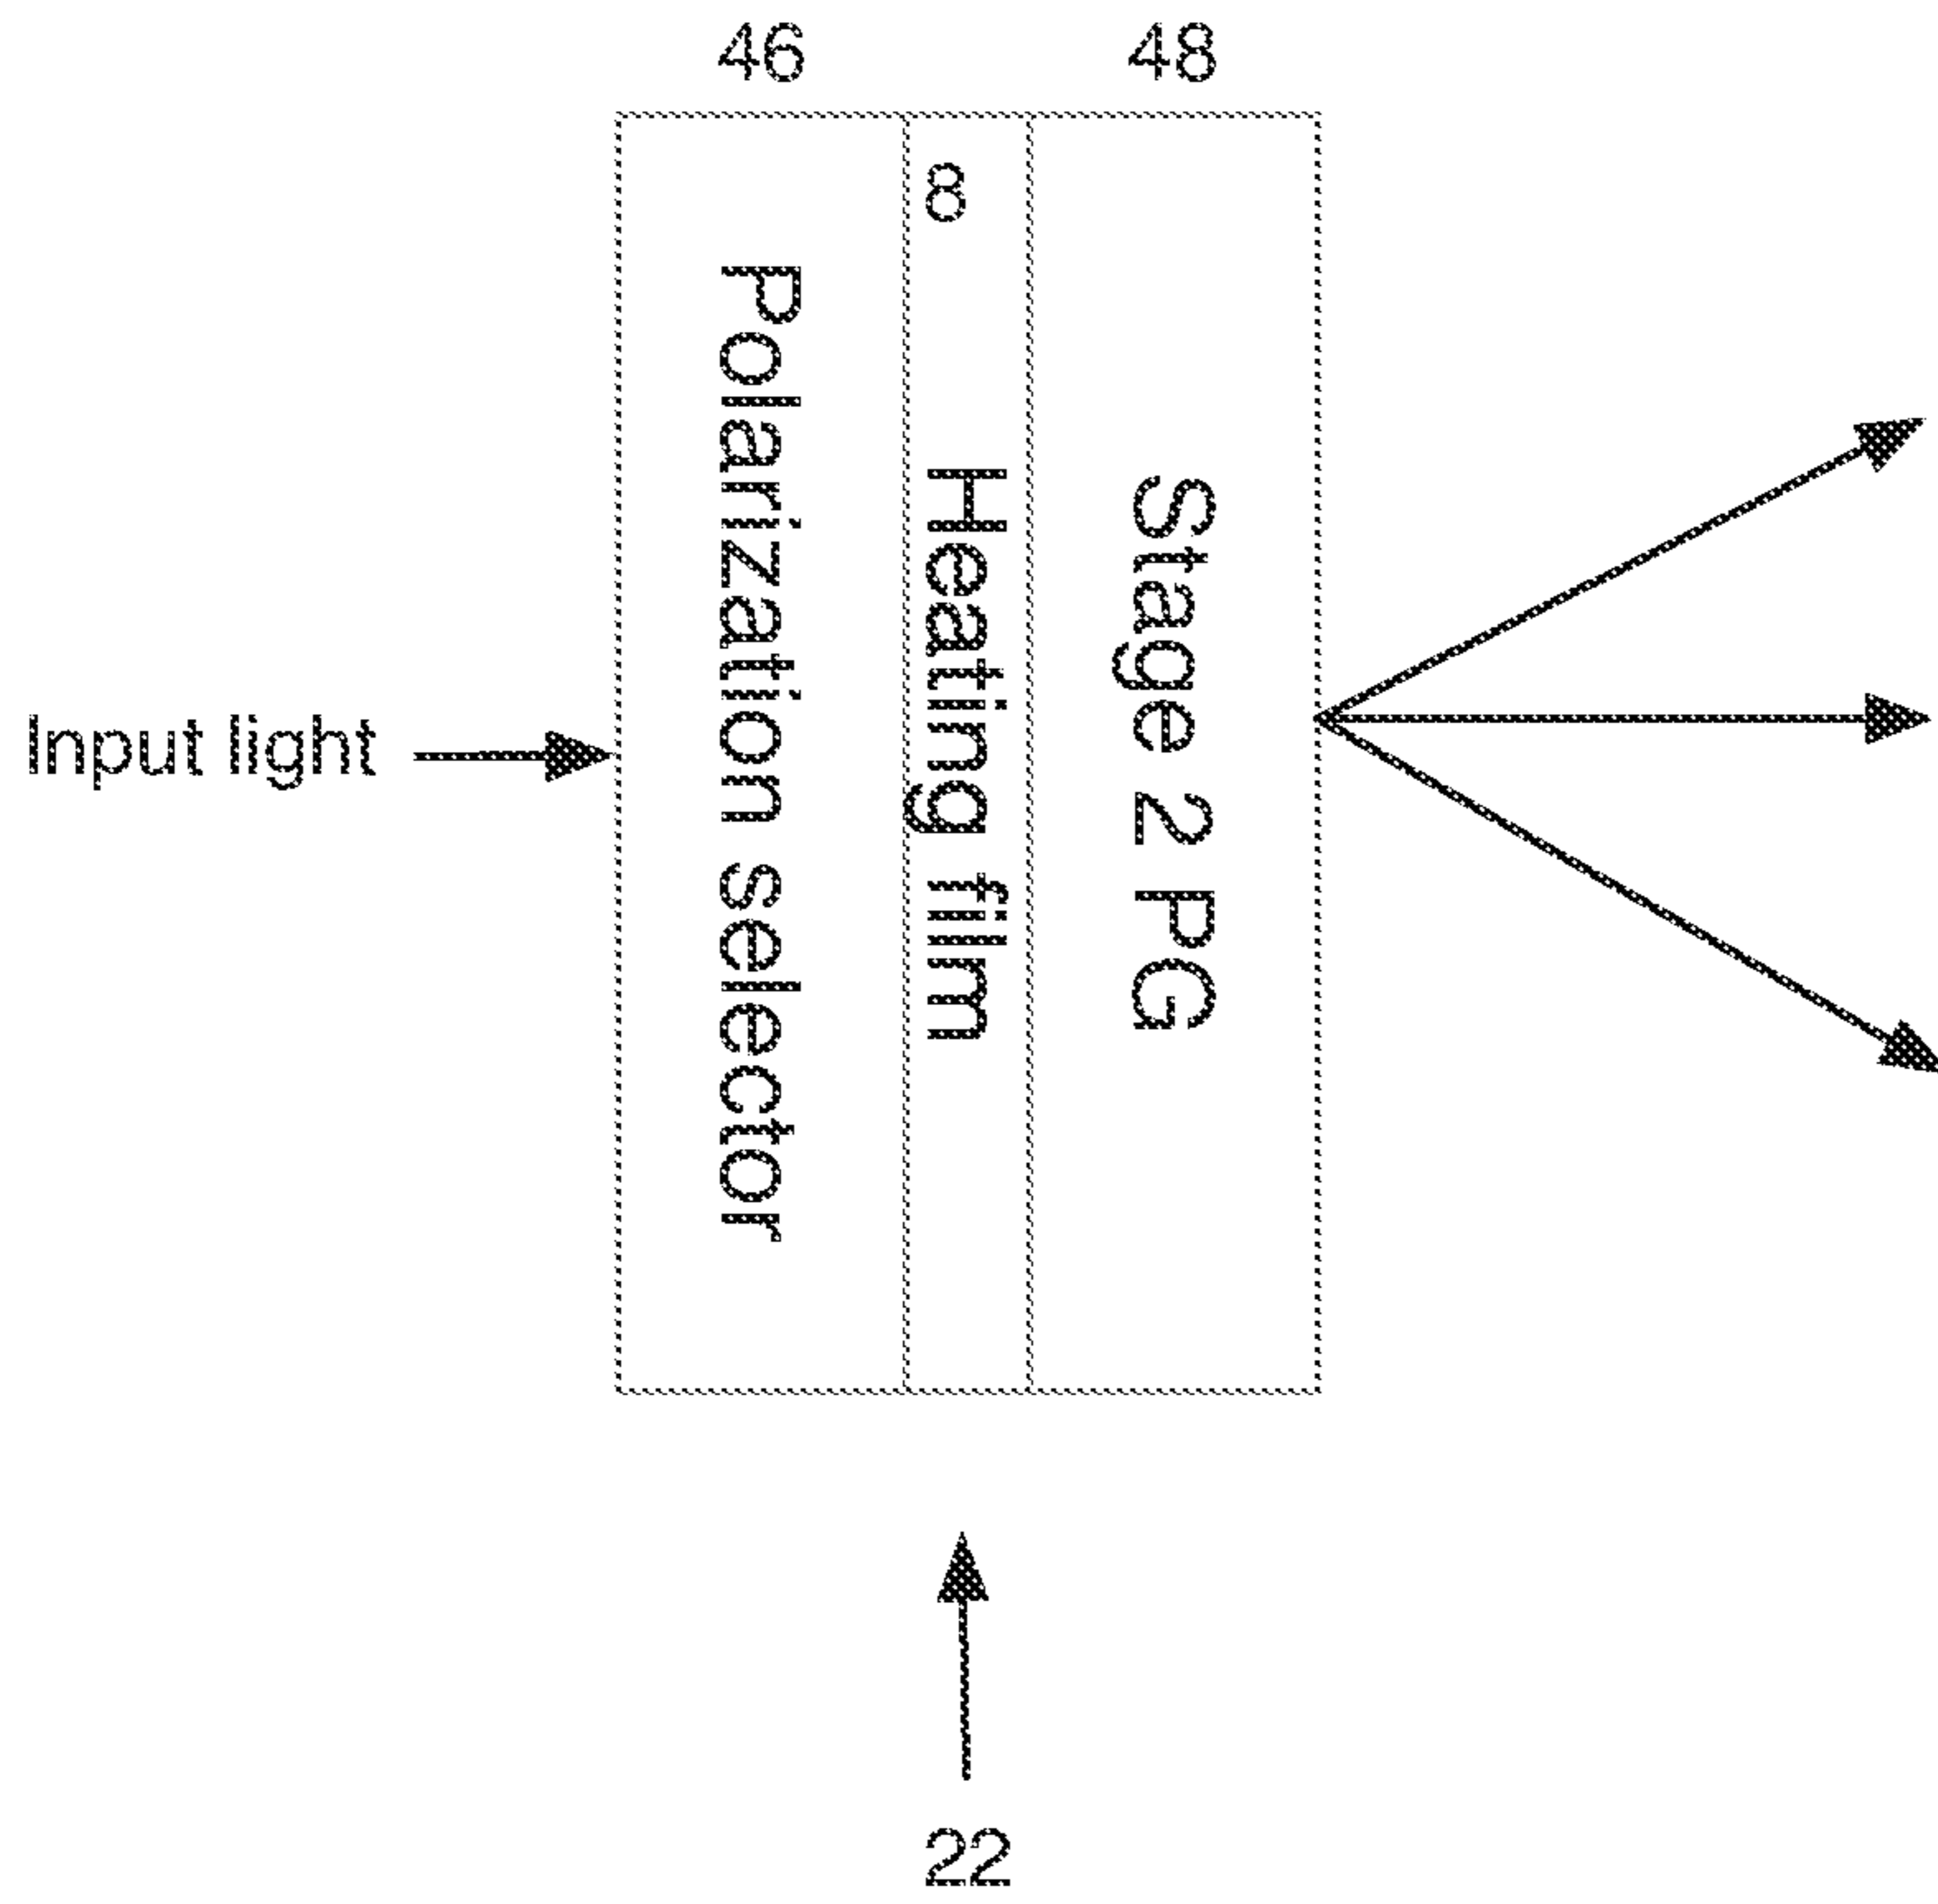 46
48
8
Polarization selector
Heating film
Stage 2 PG
Input light
22